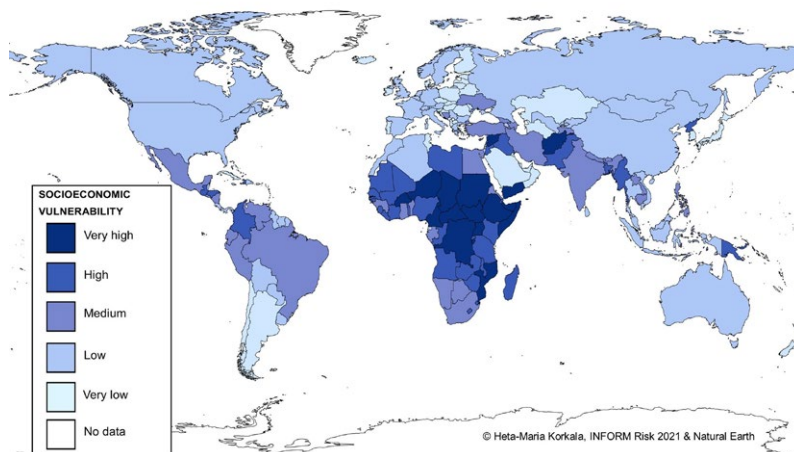 SOCIOECONOMIC
VULNERABILITY
Very high
High
Medium
Low
Very low
No data
© Heta-Maria Korkala, INFORM Risk 2021 & Natural Earth